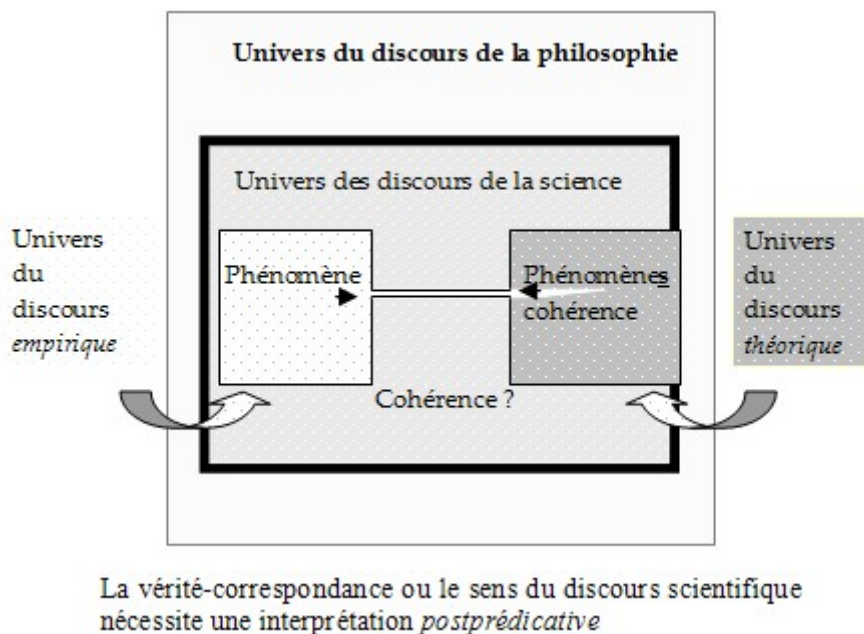 Univers du discours de la philosophie
Univers des discours de la science
Univers
du
discours
empirique
Phénomène
Phénomènes
cohérence
Univers
du
discours
théorique
Cohérence ?
La vérité-correspondance ou le sens du discours scientifique
nécessite une interprétation postprédicative